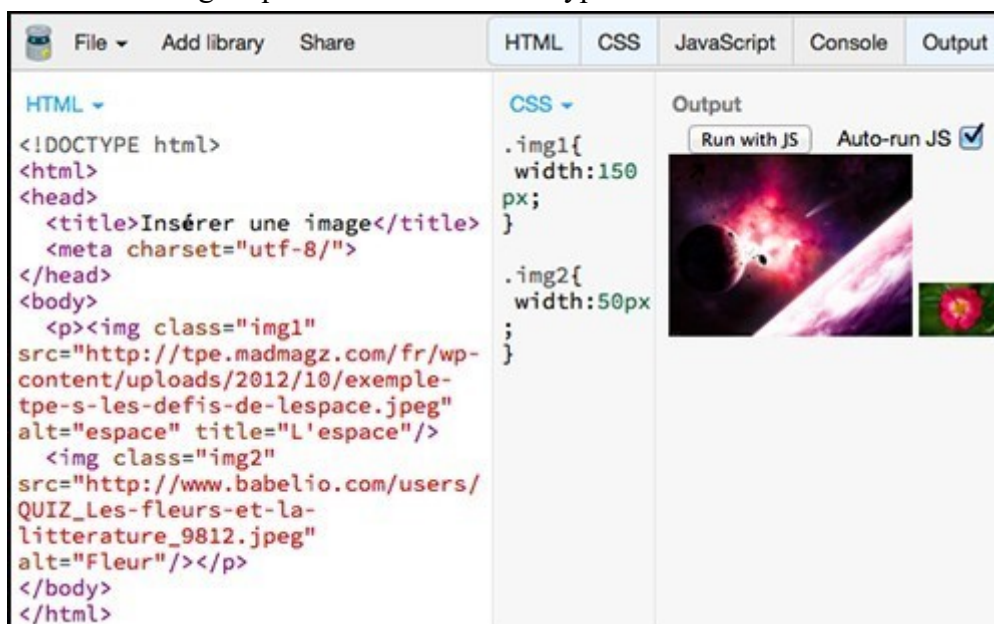 File Add library Share HTML CSS JavaScript Console Output
HTML
<!DOCTYPE html>
<html>
<head>
<title>Insérer une image</title>
<meta charset="utf-8/">
</head>
<body>
<p><img class="img1"
src="http://tpe.madmagz.com/fr/wp-
content/uploads/2012/10/exemple-
tpe-s-les-defis-de-lespace.jpeg"
alt="espace" title="L'espace"/>
<img class="img2"
src="http://www.babelio.com/users/
QUIZ_Les-fleurs-et-la-
litterature_9812.jpeg"
alt="Fleur"/></p>
</body>
</html>
CSS
.img1{
width:150
px;
}
.img2{
width:50px
;
}
Output
Run with JS Auto-run JS